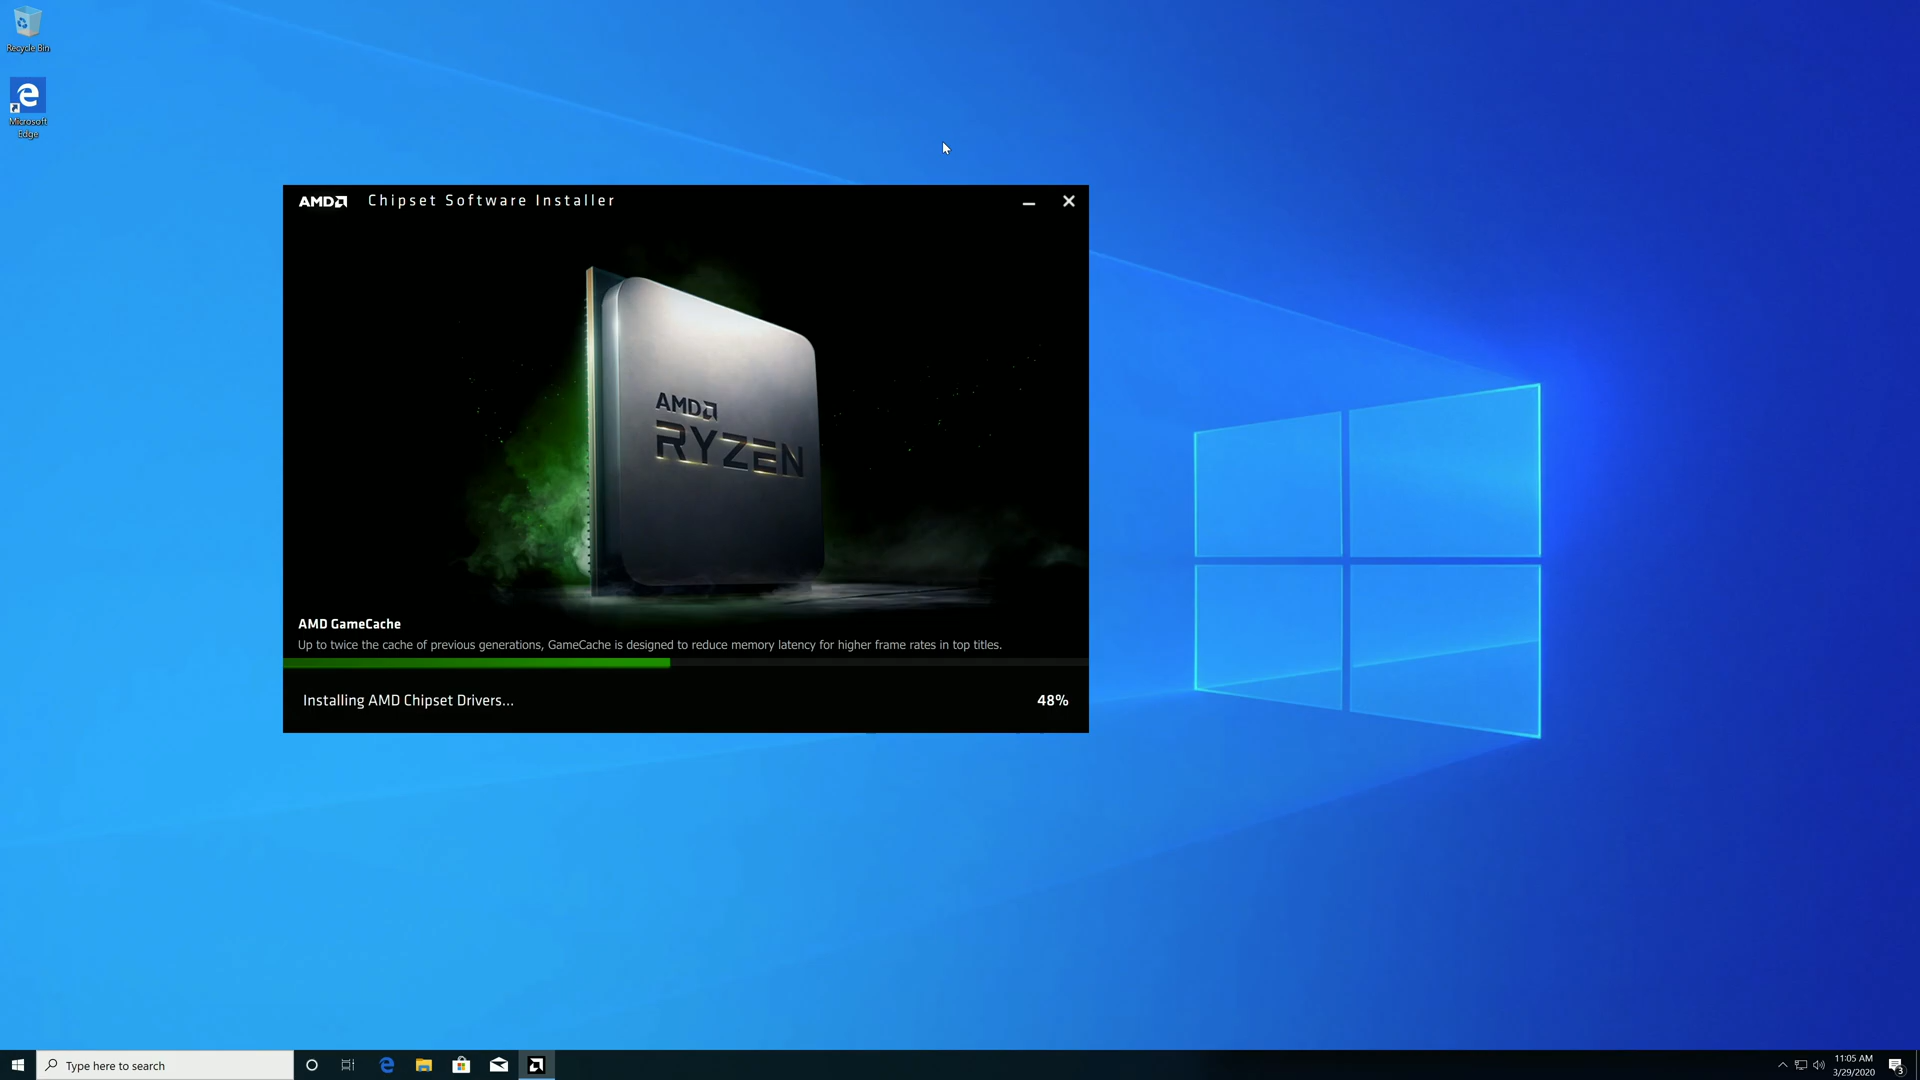 Recycle Bin
Microsoft
Edge
AMD Chipset Software Installer
AMD
RYZEN
AMD GameCache
Up to twice the cache of previous generations, GameCache is designed to reduce memory latency for higher frame rates in top titles.
Installing AMD Chipset Drivers...
48%
Type here to search
11:05 AM
3/29/2020
3